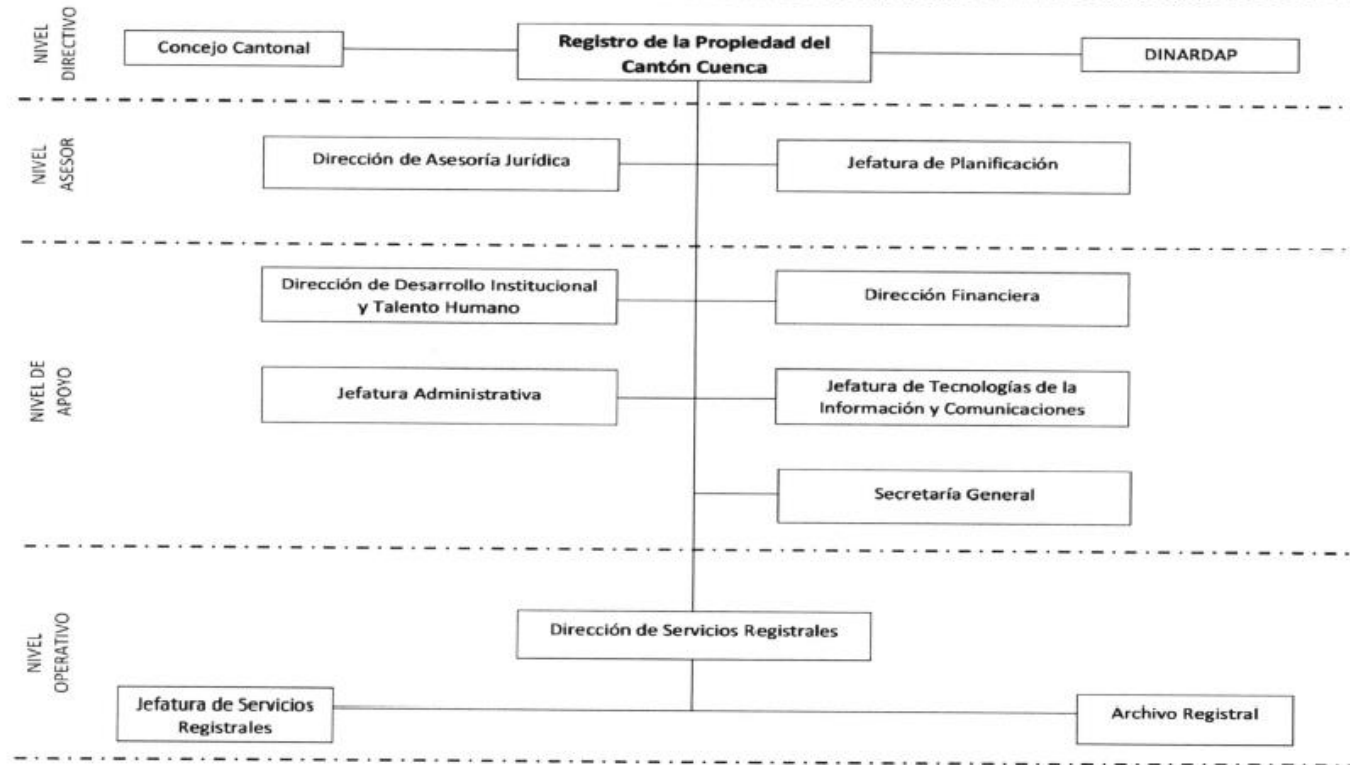 NIVEL
DIRECTIVO
Concejo Cantonal
Registro de la Propiedad del
Cantón Cuenca
DINARDAP
NIVEL
ASESOR
Dirección de Asesoría Jurídica
Jefatura de Planificación
NIVEL DE
APOYO
Dirección de Desarrollo Institucional
y Talento Humano
Dirección Financiera
Jefatura Administrativa
Jefatura de Tecnologías de la
Información y Comunicaciones
Secretaría General
NIVEL
OPERATIVO
Dirección de Servicios Registrales
Jefatura de Servicios
Registrales
Archivo Registral